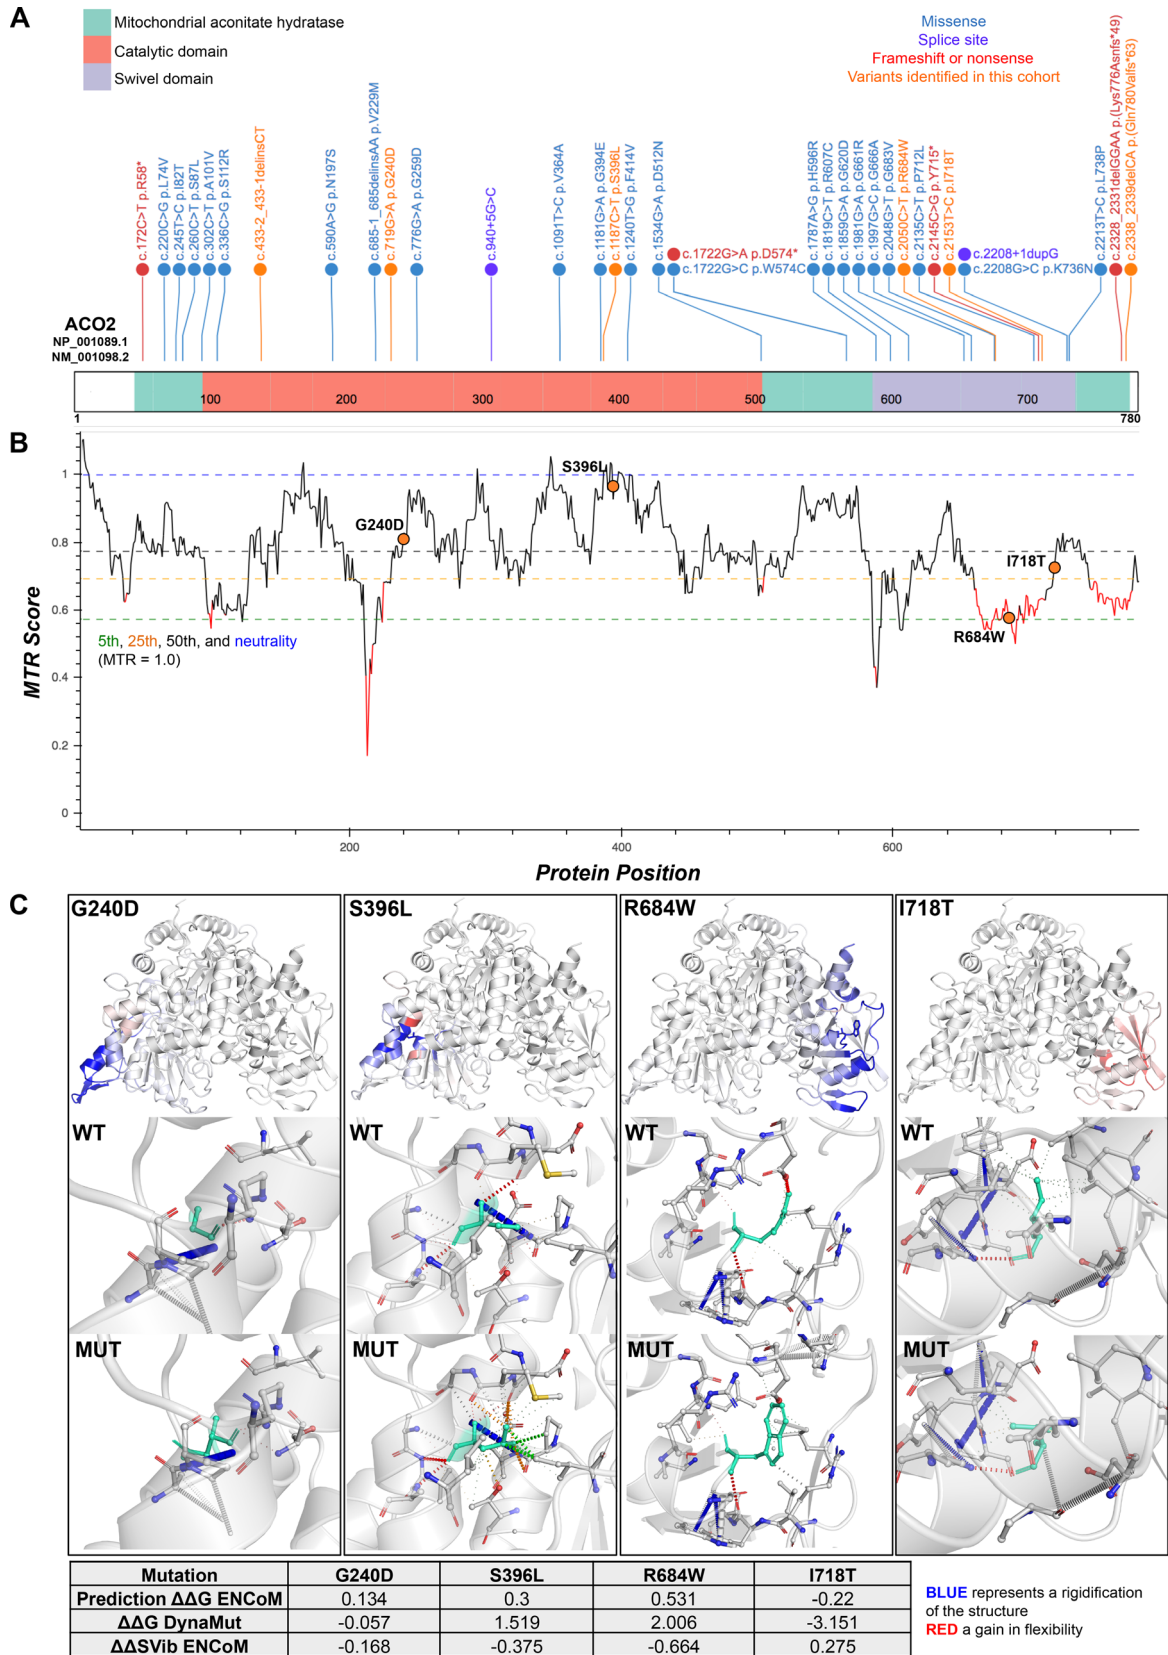 A
Mitochondrial aconitate hydratase
Catalytic domain
Swivel domain
Missense
Splice site
Frameshift or nonsense
Variants identified in this cohort
c.172C>T p.R58*
c.220C>G p.L74V
c.245T>C p.I82T
c.260C>T p.S87L
c.302C>T p.A101V
c.336C>G p.S112R
c.433-2_433-1delinsCT
c.590A>G p.N197S
c.685-1_685delinsAA p.V229M
c.719G>A p.G240D
c.776G>A p.G259D
c.940+5G>C
c.1091T>C p.V364A
c.1181G>A p.G394E
c.1187C>T p.S396L
c.1240T>G p.F414V
c.1534G>A p.D512N
c.1722G>A p.D574*
c.1722G>C p.W574C
c.1787A>G p.H596R
c.1819C>T p.R607C
c.1859G>A p.G620D
c.1981G>A p.G661R
c.1997G>C p.G666A
c.2048G>T p.G683V
c.2050C>T p.R684W
c.2135C>T p.P712L
c.2145C>G p.Y715*
c.2153T>C p.I718T
c.2208+1dupG
c.2208G>C p.K736N
c.2213T>C p.L738P
c.2328_2331delGGAA p.(Lys776Asnfs*49)
c.2338_2339delCA p.(Gln780Valfs*63)
ACO2
NP_001089.1
NM_001098.2
100 200 300 400 500 600 700
1 780
B
MTR Score
1
0.8
0.6
0.4
0.2
0
S396L
G240D
I718T
R684W
5th, 25th, 50th, and neutrality
(MTR = 1.0)
200 400 600
Protein Position
C
G240D S396L R684W I718T
WT WT WT WT
MUT MUT MUT MUT
Mutation G240D S396L R684W I718T
Prediction ΔΔG ENCoM 0.134 0.3 0.531 -0.22
ΔΔG DynaMut -0.057 1.519 2.006 -3.151
ΔΔSVib ENCoM -0.168 -0.375 -0.664 0.275
BLUE represents a rigidification
of the structure
RED a gain in flexibility